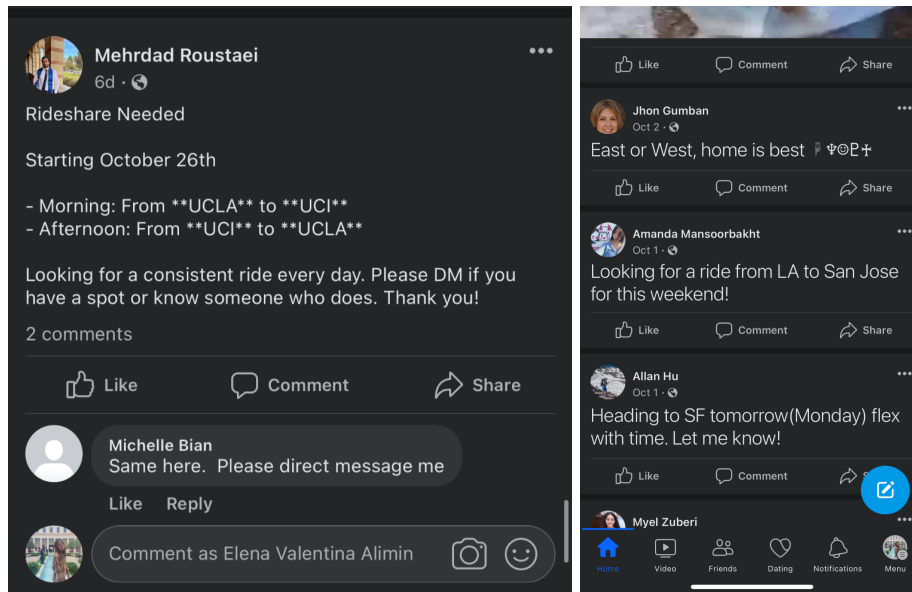 Mehrdad Roustaei
6d ·
Rideshare Needed
Starting October 26th
- Morning: From **UCLA** to **UCI**
- Afternoon: From **UCI** to **UCLA**
Looking for a consistent ride every day. Please DM if you
have a spot or know someone who does. Thank you!
2 comments
Like Comment Share
Michelle Bian
Same here.  Please direct message me
Like Reply
Comment as Elena Valentina Alimin
Like Comment Share
Jhon Gumban
Oct 2 ·
East or West, home is best
Like Comment Share
Amanda Mansoorbakht
Oct 1 ·
Looking for a ride from LA to San Jose
for this weekend!
Like Comment Share
Allan Hu
Oct 1 ·
Heading to SF tomorrow(Monday) flex
with time. Let me know!
Like Comment
Myel Zuberi
Home Video Friends Dating Notifications Menu